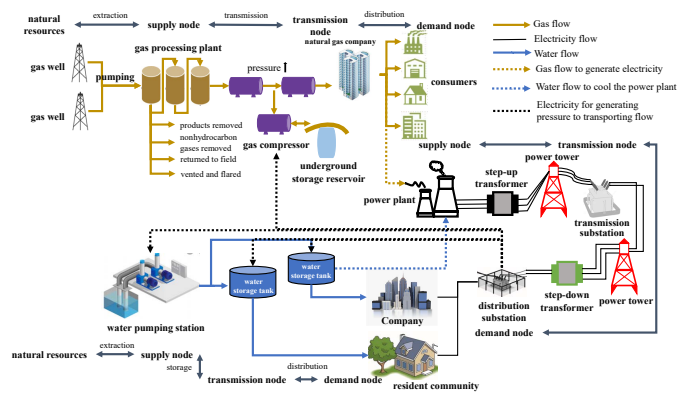 natural
resources
extraction
supply node
transmission
transmission
node
distribution
demand node
Gas flow
Electricity flow
Water flow
Gas flow to generate electricity
Water flow to cool the power plant
Electricity for generating
pressure to transporting flow
gas processing plant
natural gas company
gas well
pumping
pressure
gas well
consumers
products removed
nonhydrocarbon
gases removed
returned to field
vented and flared
gas compressor
underground
storage reservoir
supply node
transmission node
power tower
step-up
transformer
power plant
transmission
substation
water
storage tank
water
storage tank
water pumping station
Company
distribution
substation
step-down
transformer
power tower
demand node
natural resources
extraction
supply node
storage
transmission node
distribution
demand node
resident community